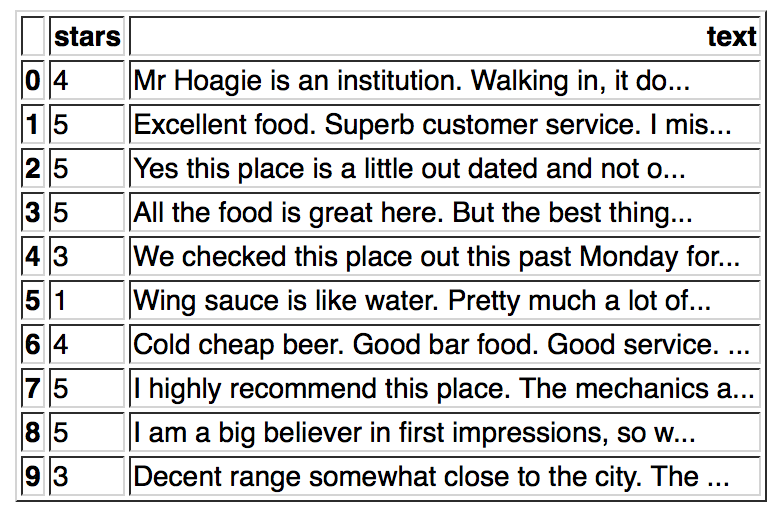 stars text
0 4 Mr Hoagie is an institution. Walking in, it do...
1 5 Excellent food. Superb customer service. I mis...
2 5 Yes this place is a little out dated and not o...
3 5 All the food is great here. But the best thing...
4 3 We checked this place out this past Monday for...
5 1 Wing sauce is like water. Pretty much a lot of...
6 4 Cold cheap beer. Good bar food. Good service. ...
7 5 I highly recommend this place. The mechanics a...
8 5 I am a big believer in first impressions, so w...
9 3 Decent range somewhat close to the city. The ...